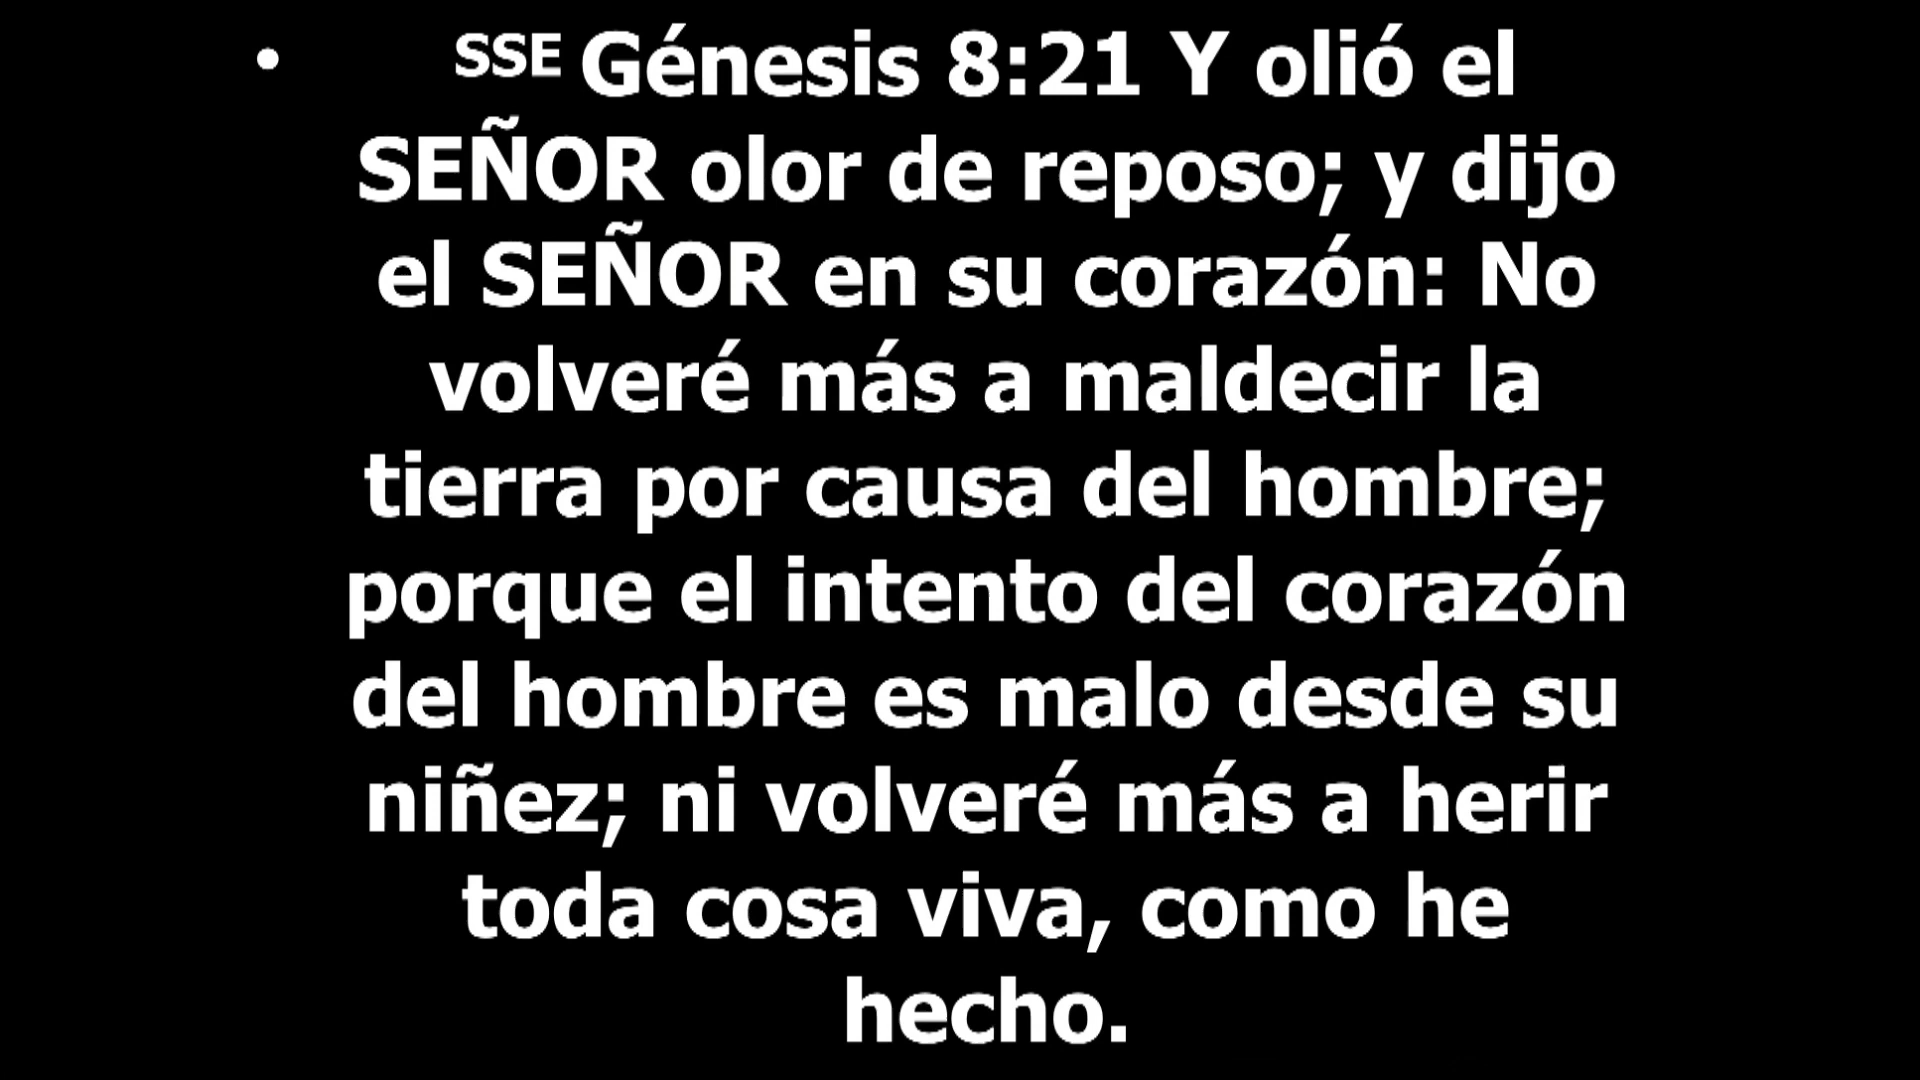 • SSE Génesis 8:21 Y olió el
SEÑOR olor de reposo; y dijo
el SEÑOR en su corazón: No
volveré más a maldecir la
tierra por causa del hombre;
porque el intento del corazón
del hombre es malo desde su
niñez; ni volveré más a herir
toda cosa viva, como he
hecho.